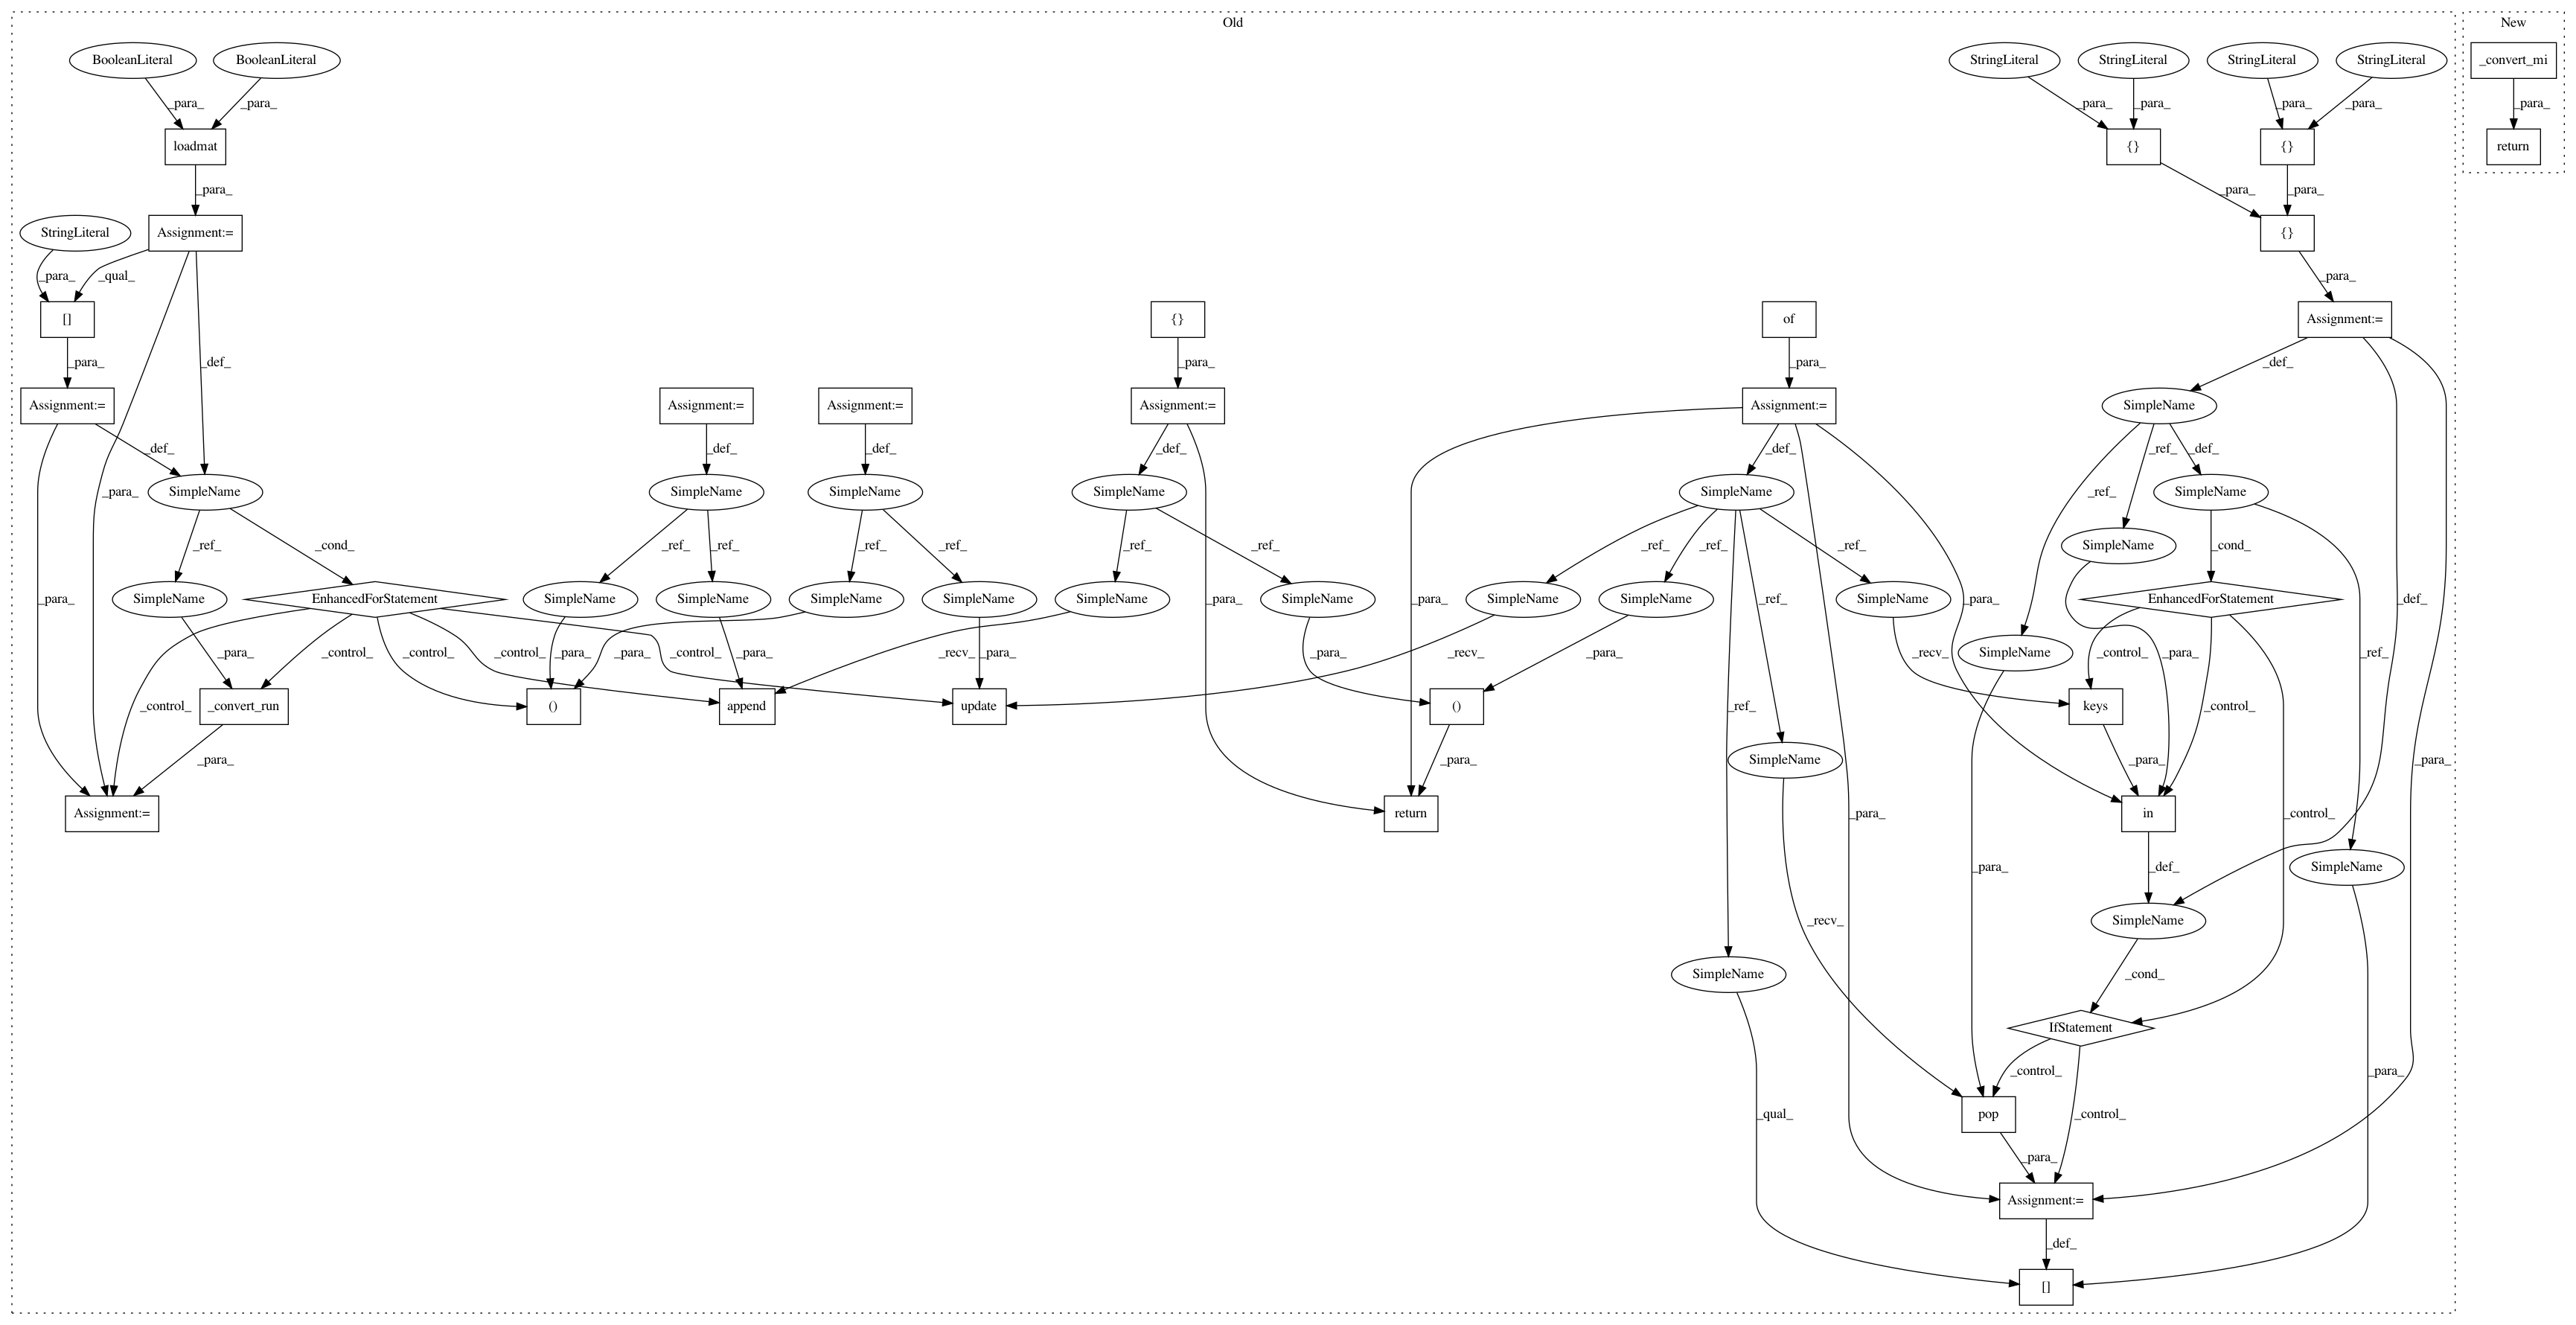 Old
New
BooleanLiteral
BooleanLiteral
StringLiteral
StringLiteral
StringLiteral
StringLiteral
_convert_mi
_para_
_para_
_para_
_para_
_para_
_para_
_para_
loadmat
{}
{}
return
_para_
_para_
_para_
StringLiteral
Assignment:=
{}
_para_
_qual_
_para_
[]
{}
of
Assignment:=
_para_
_def_
_para_
_para_
_def_
Assignment:=
Assignment:=
Assignment:=
Assignment:=
Assignment:=
SimpleName
_def_
_def_
_def_
_def_
_def_
_ref_
_def_
_para_
SimpleName
SimpleName
SimpleName
SimpleName
SimpleName
_ref_
SimpleName
_ref_
_cond_
_ref_
_ref_
_ref_
_ref_
_ref_
_ref_
_ref_
_ref_
_ref_
SimpleName
_cond_
SimpleName
EnhancedForStatement
SimpleName
SimpleName
SimpleName
SimpleName
SimpleName
SimpleName
SimpleName
SimpleName
SimpleName
EnhancedForStatement
_para_
_para_
_para_
_ref_
_para_
_def_
_para_
_control_
_control_
_control_
_para_
_para_
_control_
_para_
_recv_
_para_
_para_
_recv_
_para_
_recv_
SimpleName
_control_
_para_
_ref_
_control_
_convert_run
()
append
update
()
_ref_
keys
_control_
_para_
_para_
SimpleName
_para_
_para_
Assignment:=
return
_para_
in
_control_
_para_
_def_
SimpleName
_recv_
SimpleName
SimpleName
_cond_
IfStatement
_control_
_para_
_qual_
pop
_control_
_para_
Assignment:=
_def_
[]